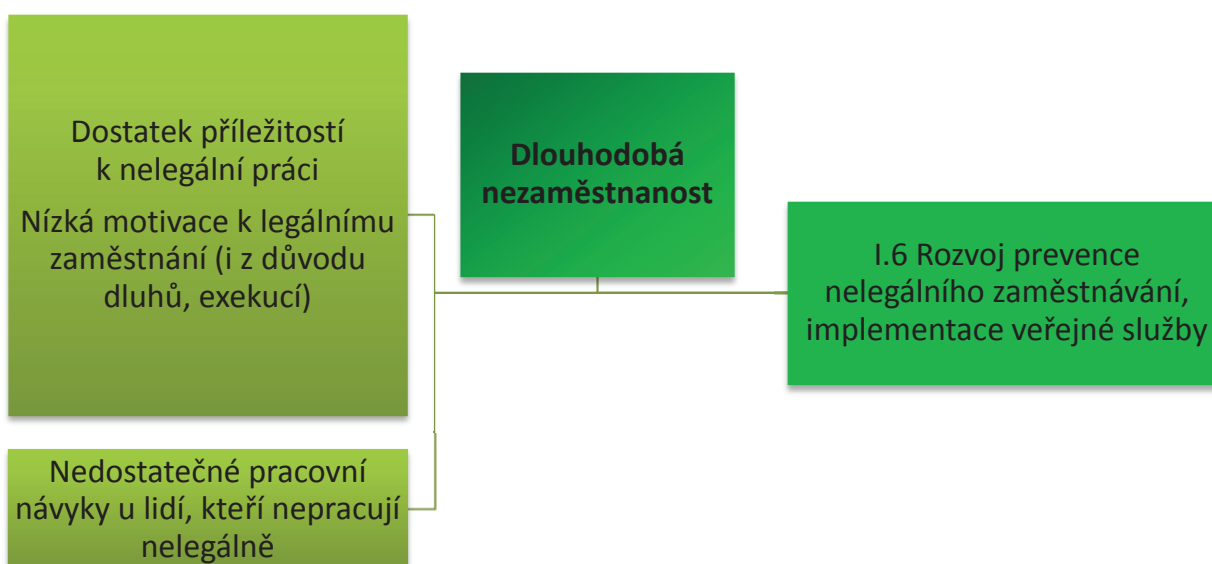 Dostatek příležitostí
k nelegální práci
Nízká motivace k legálnímu
zaměstnání (i z důvodu
dluhů, exekucí)
Dlouhodobá
nezaměstnanost
I.6 Rozvoj prevence
nelegálního zaměstnávání,
implementace veřejné služby
Nedostatečné pracovní
návyky u lidí, kteří nepracují
nelegálně